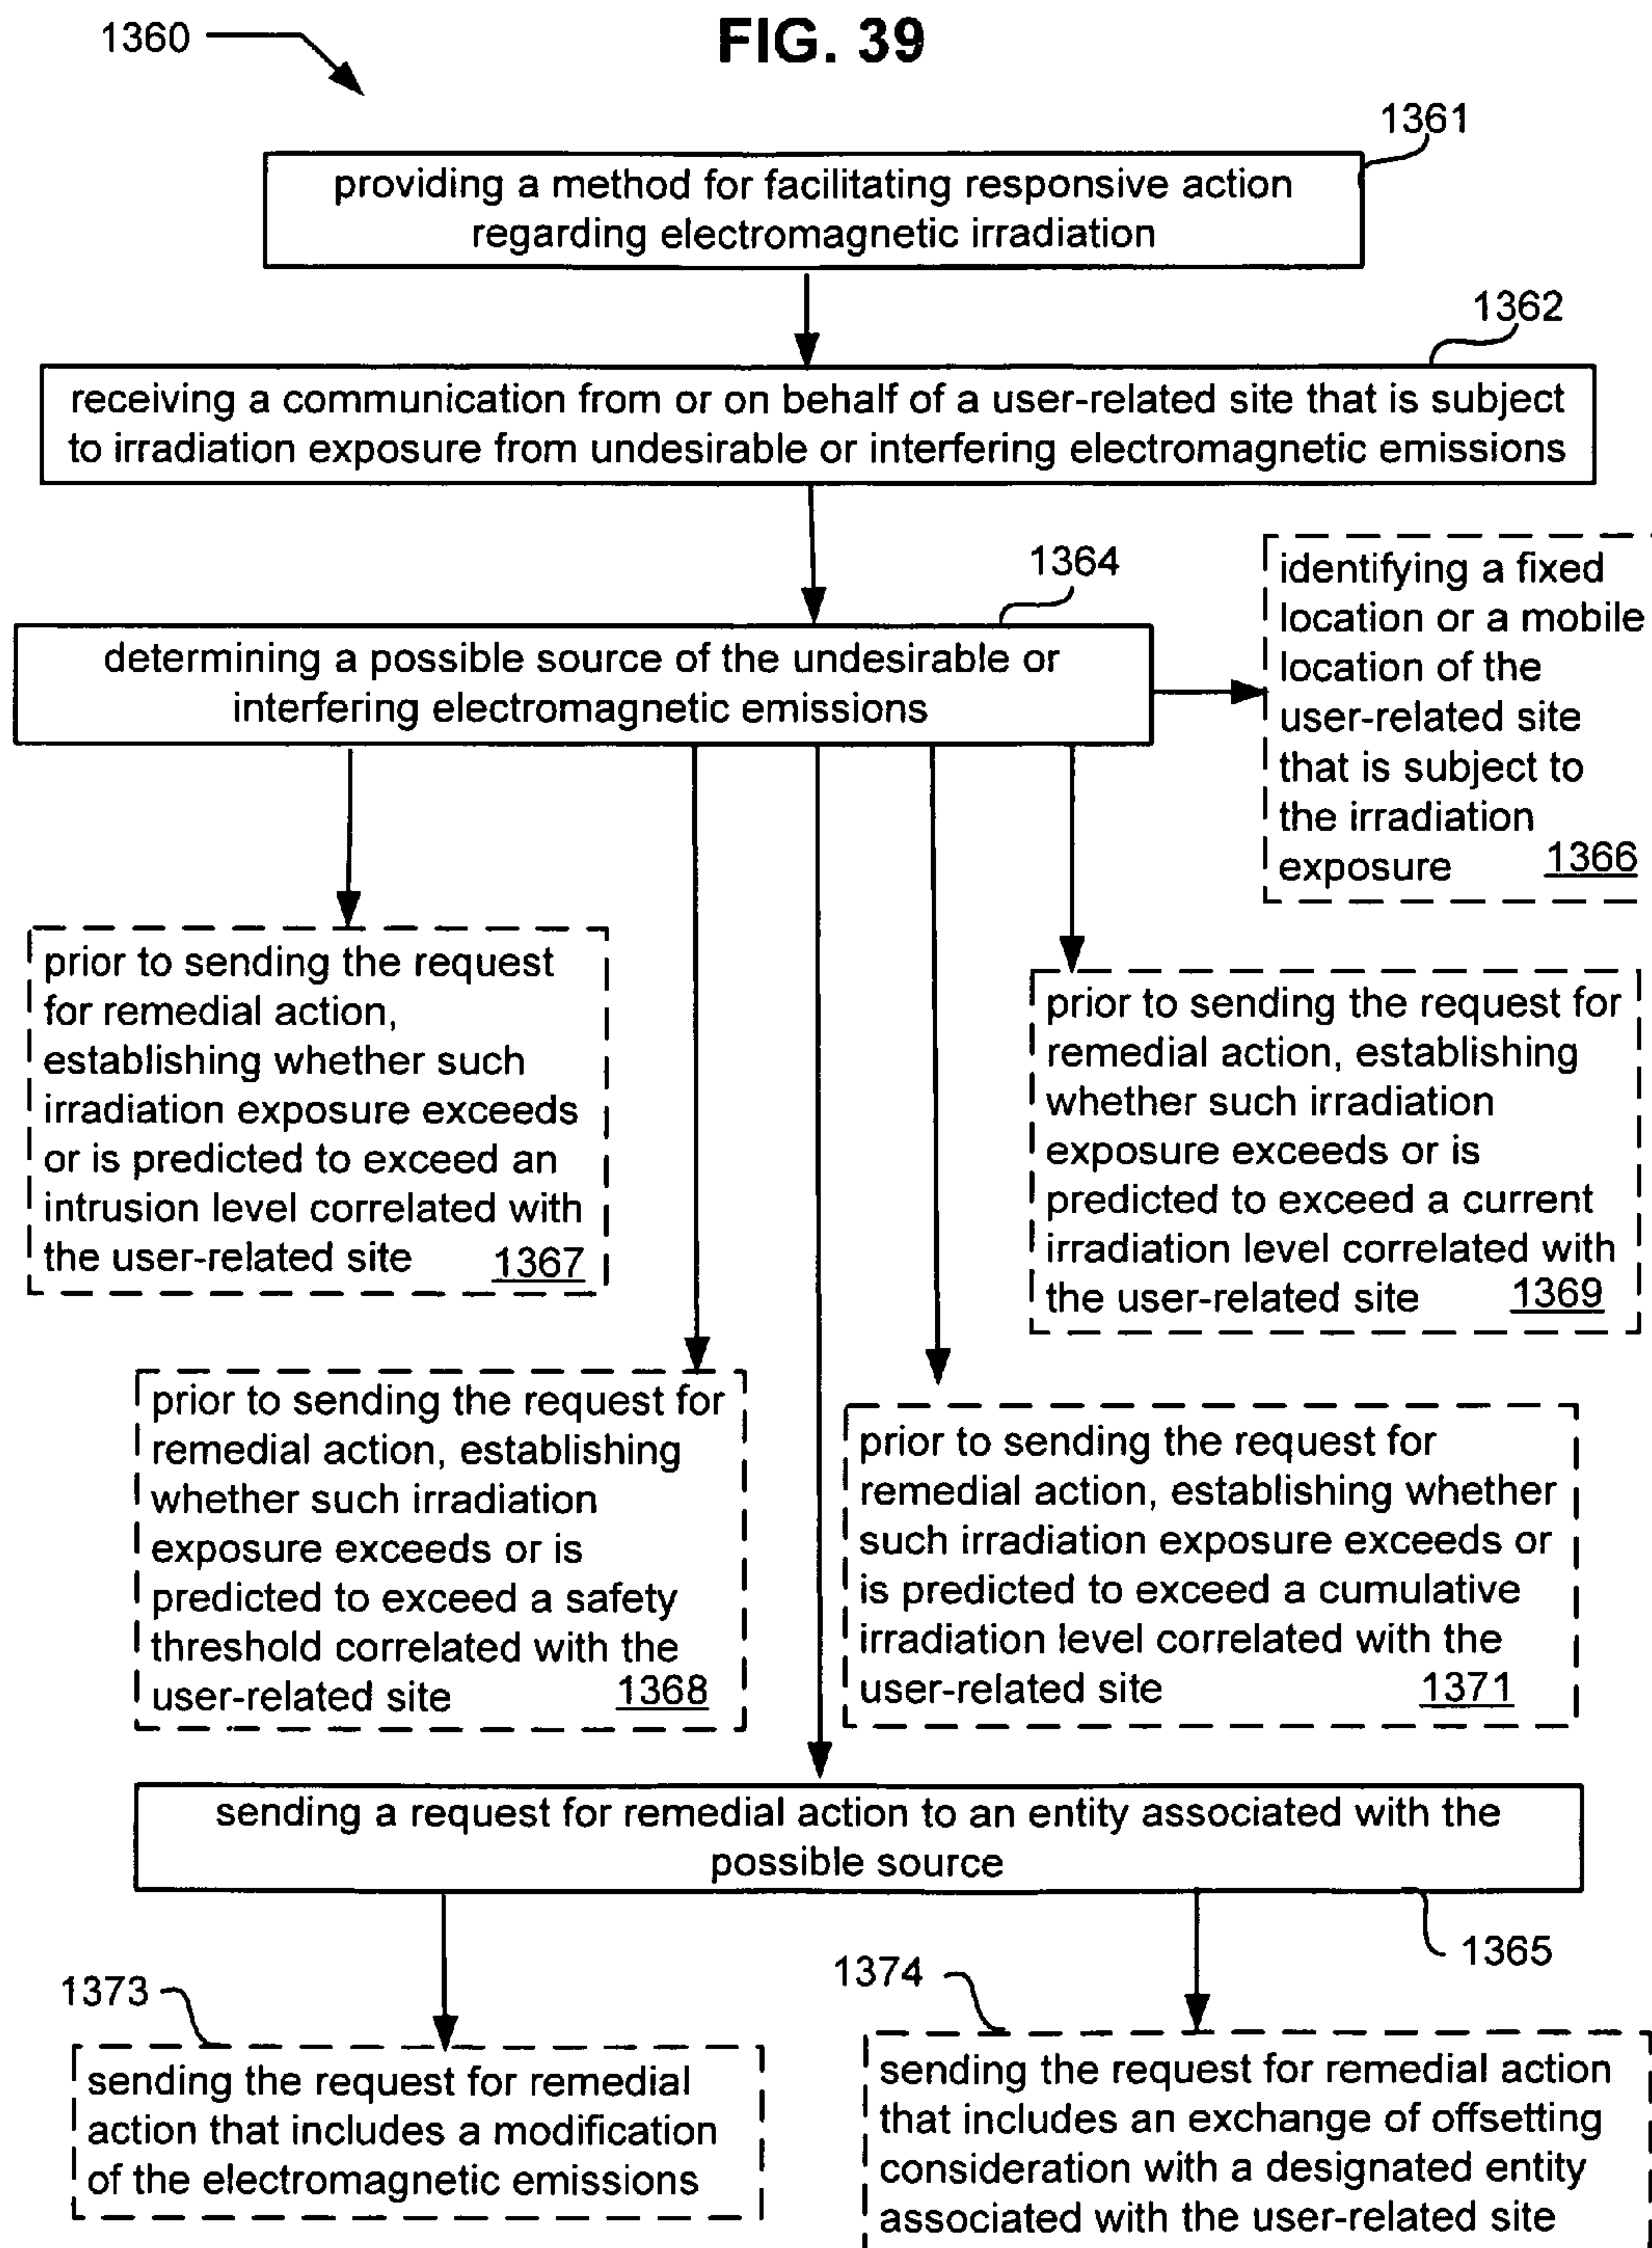 FIG. 39
1360
1361
providing a method for facilitating responsive action
regarding electromagnetic irradiation
1362
receiving a communication from or on behalf of a user-related site that is subject
to irradiation exposure from undesirable or interfering electromagnetic emissions
1364
determining a possible source of the undesirable or
interfering electromagnetic emissions
identifying a fixed
location or a mobile
location of the
user-related site
that is subject to
the irradiation
exposure 1366
prior to sending the request
for remedial action,
establishing whether such
irradiation exposure exceeds
or is predicted to exceed an
intrusion level correlated with
the user-related site 1367
prior to sending the request for
remedial action, establishing
whether such irradiation
exposure exceeds or is
predicted to exceed a current
irradiation level correlated with
the user-related site 1369
prior to sending the request for
remedial action, establishing
whether such irradiation
exposure exceeds or is
predicted to exceed a safety
threshold correlated with the
user-related site 1368
prior to sending the request for
remedial action, establishing whether
such irradiation exposure exceeds or
is predicted to exceed a cumulative
irradiation level correlated with the
user-related site 1371
sending a request for remedial action to an entity associated with the
possible source
1365
1373
sending the request for remedial
action that includes a modification
of the electromagnetic emissions
1374
sending the request for remedial action
that includes an exchange of offsetting
consideration with a designated entity
associated with the user-related site